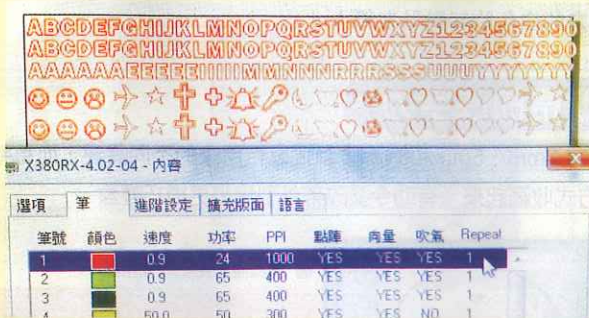 ABCDEFGHIJKLMNOPQRSTUVWXYZ1234567890
ABCDEFGHIJKLMNOPQRSTUVWXYZ1234567890
AAAAAAEEEEEIIIIIMMNNNRRRSSSUUUYYYYYYY
X380RX-4.02-04 - 內容
選項 筆 進階設定 擴充版面 語言
筆號 顏色 速度 功率 PPI 點陣 向量 吹氣 Repeat
1 0.9 24 1000 YES YES YES 1
2 0.9 65 400 YES YES YES 1
3 0.9 65 400 YES YES YES 1
4 50.0 50 300 YES YES NO 1